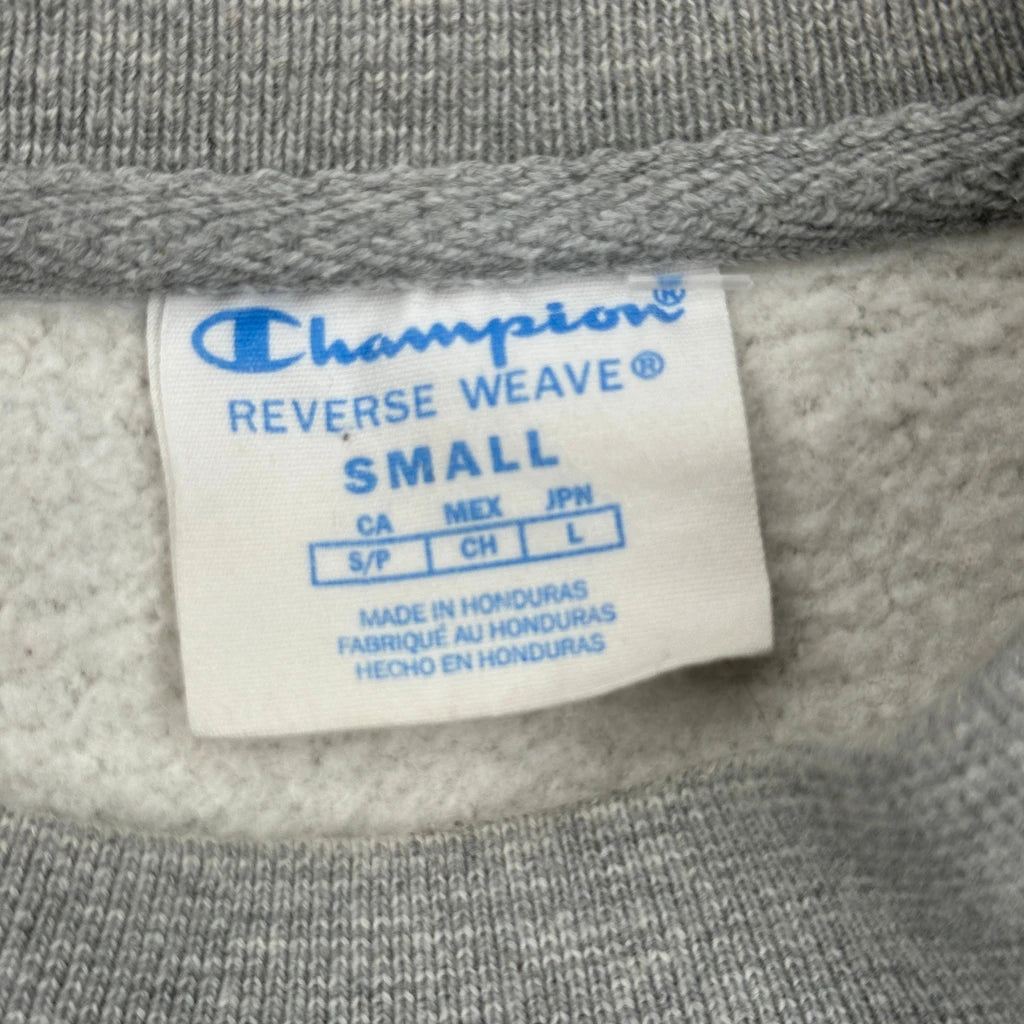 Champion®
REVERSE WEAVE®
SMALL
CA MEX JPN
S/P CH L
MADE IN HONDURAS
FABRIQUÉ AU HONDURAS
HECHO EN HONDURAS